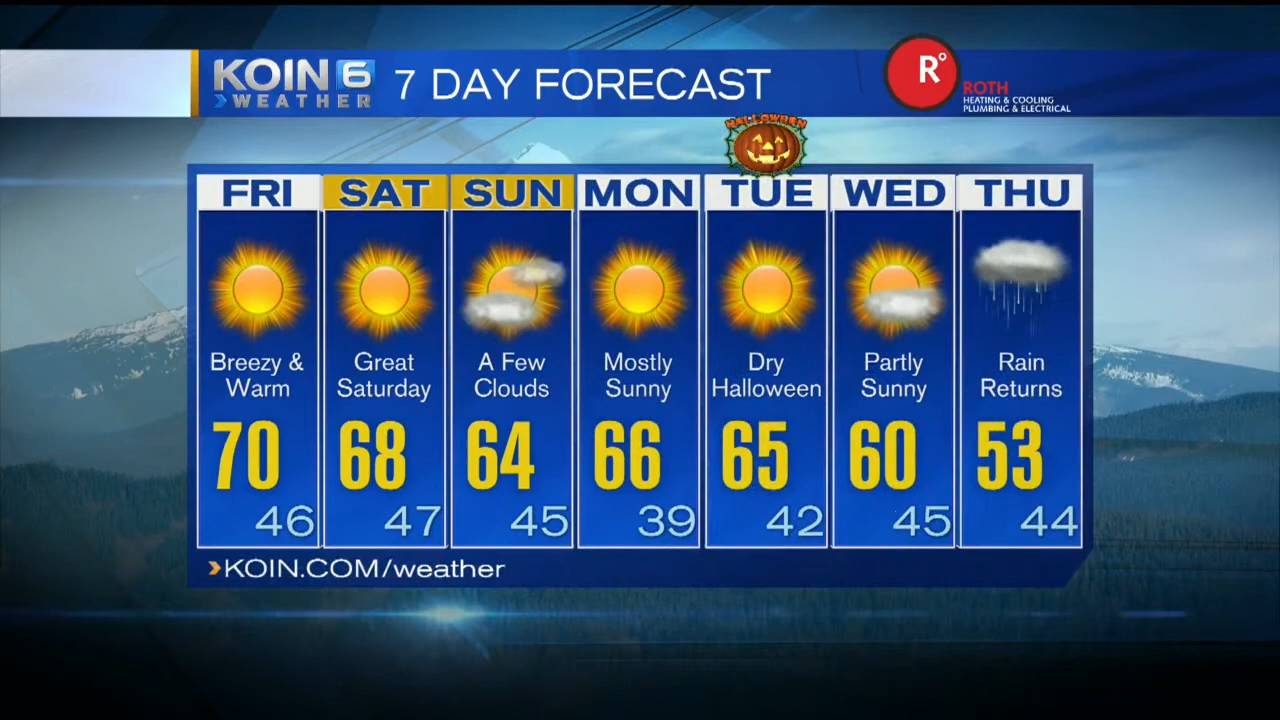 KOIN 6
WEATHER
7 DAY FORECAST
R°
ROTH
HEATING & COOLING
PLUMBING & ELECTRICAL
HALLOWEEN
FRI
SAT
SUN
MON
TUE
WED
THU
Breezy &
Warm
Great
Saturday
A Few
Clouds
Mostly
Sunny
Dry
Halloween
Partly
Sunny
Rain
Returns
70
68
64
66
65
60
53
46
47
45
39
42
45
44
KOIN.COM/weather